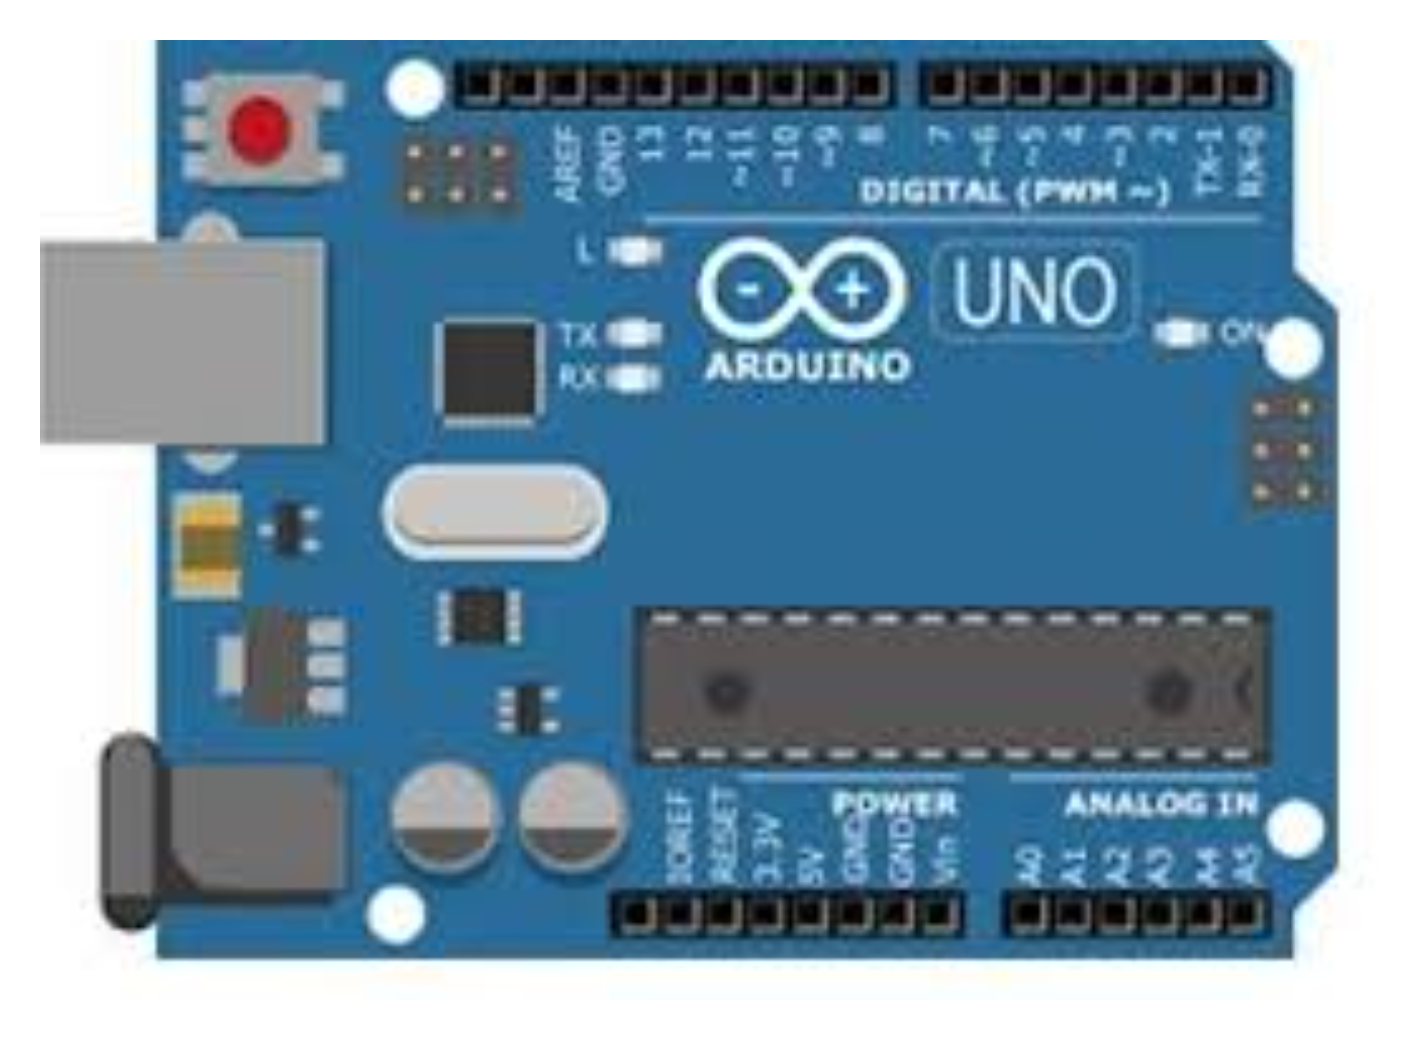 AREF GND 13 12 ~11 ~10 ~9 8 7 ~6 ~5 4 ~3 2 TX-1 RX-0
DIGITAL (PWM ~)
L
TX
RX
- +
ARDUINO
UNO
ON
POWER
ANALOG IN
IOREF RESET 3.3V 5V GND GND Vin A0 A1 A2 A3 A4 A5